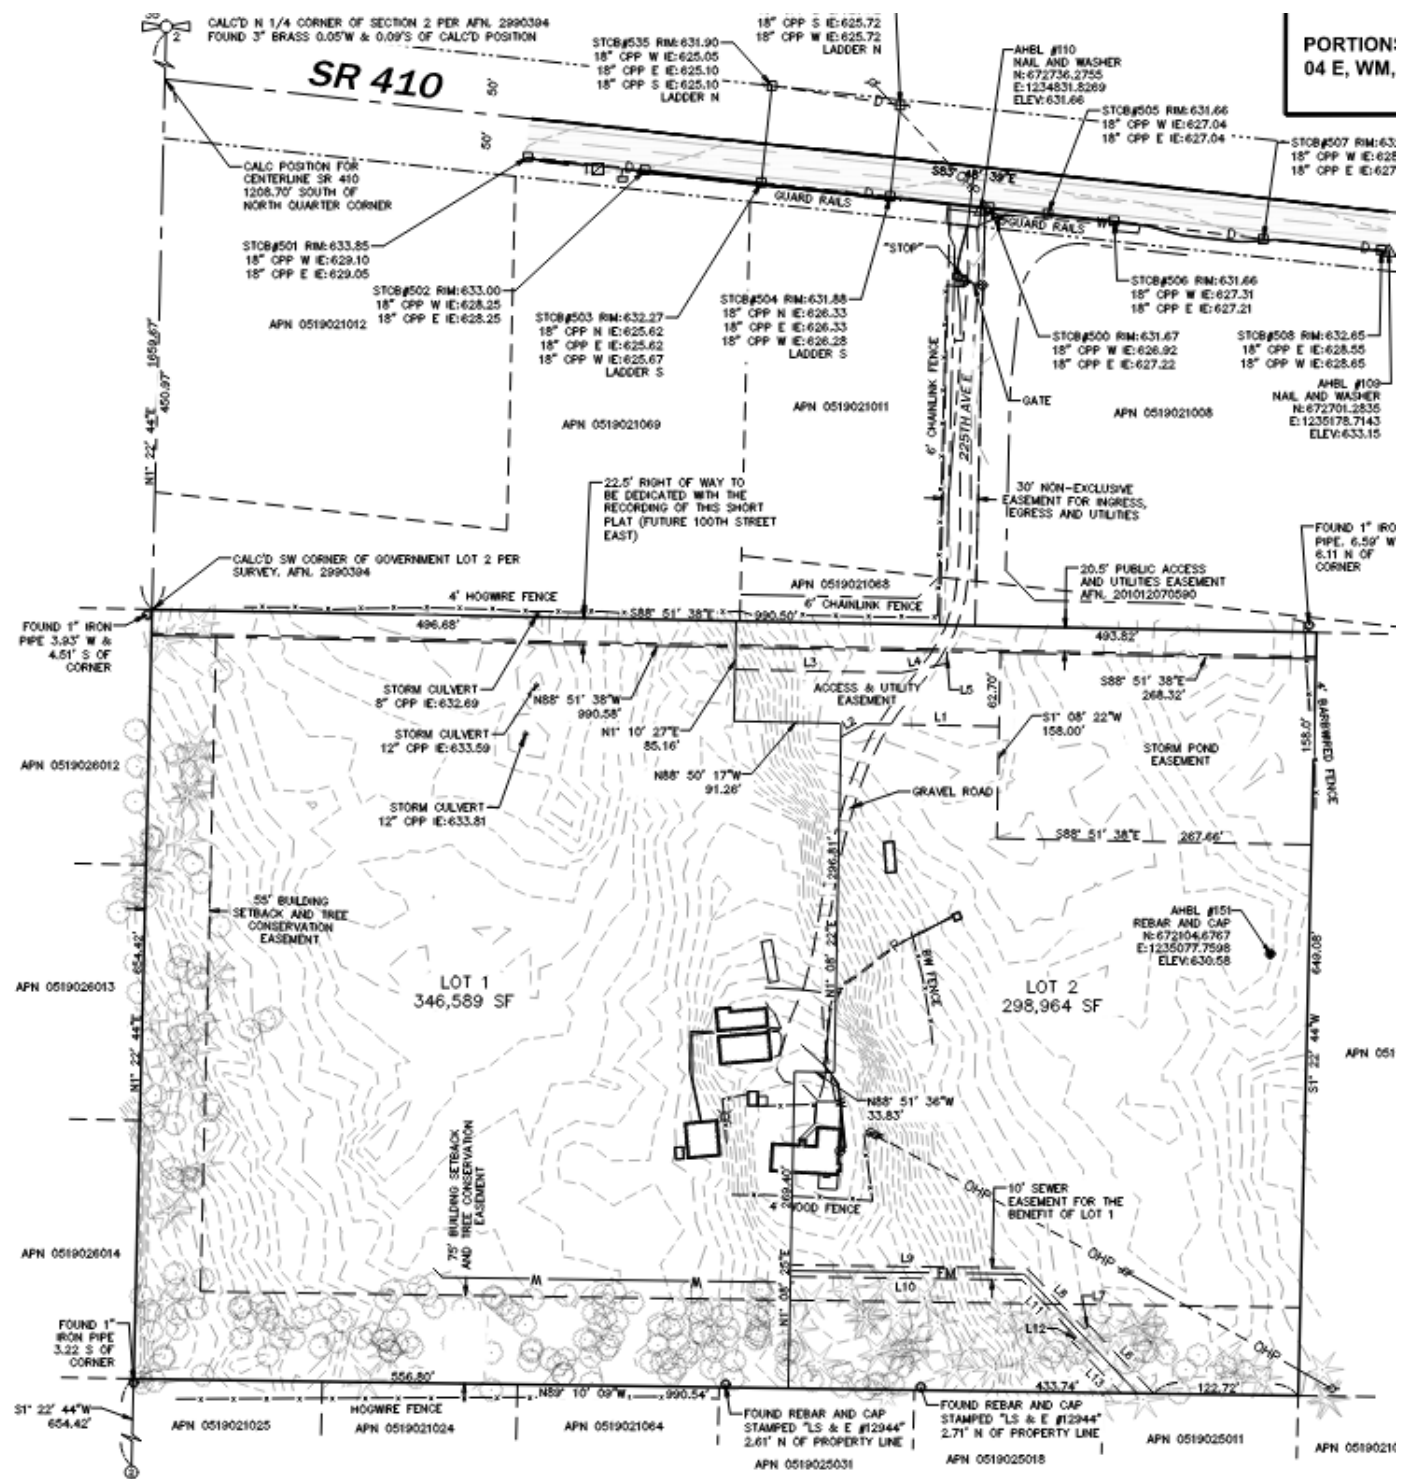 CALC'D N 1/4 CORNER OF SECTION 2 PER AFN. 2990394
FOUND 3" BRASS 0.05'W & 0.09'S OF CALC'D POSITION
2
SR 410
50'
50'
STCB#535 RIM:631.90
18" CPP W IE:625.05
18" CPP E IE:625.10
18" CPP S IE:625.10
LADDER N
18" CPP S IE:625.72
18" CPP W IE:625.72
LADDER N
AHBL #110
NAIL AND WASHER
N:672736.2755
E:1234831.8269
ELEV:631.66
STCB#505 RIM:631.66
18" CPP W IE:627.04
18" CPP E IE:627.04
PORTION
04 E, WM,
STCB#507 RIM:63
18" CPP W IE:628
18" CPP E IE:627
CALC POSITION FOR
CENTERLINE SR 410
1208.70' SOUTH OF
NORTH QUARTER CORNER
S83° 48' 39"E
GUARD RAILS
GUARD RAILS
"STOP"
STCB#501 RIM:633.85
18" CPP W IE:629.10
18" CPP E IE:629.05
STCB#502 RIM:633.00
18" CPP W IE:628.25
18" CPP E IE:628.25
STCB#503 RIM:632.27
18" CPP N IE:625.62
18" CPP E IE:625.62
18" CPP W IE:625.67
LADDER S
STCB#504 RIM:631.88
18" CPP N IE:626.33
18" CPP E IE:626.33
18" CPP W IE:626.28
LADDER S
STCB#506 RIM:631.66
18" CPP W IE:627.31
18" CPP E IE:627.21
STCB#500 RIM:631.67
18" CPP W IE:626.92
18" CPP E IE:627.22
STCB#508 RIM:632.65
18" CPP E IE:628.55
18" CPP W IE:628.65
AHBL #109
NAIL AND WASHER
N:672701.2835
E:1235178.7143
ELEV:633.15
APN 0519021012
N1° 22' 44"E 1659.67'
450.97'
APN 0519021069
APN 0519021011
6' CHAINLINK FENCE
225TH AVE E
GATE
APN 0519021008
22.5' RIGHT OF WAY TO
BE DEDICATED WITH THE
RECORDING OF THIS SHORT
PLAT (FUTURE 100TH STREET
EAST)
30' NON-EXCLUSIVE
EASEMENT FOR INGRESS,
EGRESS AND UTILITIES
FOUND 1" IRO
PIPE. 6.59' W
6.11 N OF
CORNER
CALC'D SW CORNER OF GOVERNMENT LOT 2 PER
SURVEY. AFN. 2990394
APN 0519021068
20.5' PUBLIC ACCESS
AND UTILITIES EASEMENT
AFN. 201012070590
4' HOGWIRE FENCE
6' CHAINLINK FENCE
S88° 51' 38"E 990.50'
496.68'
493.82'
FOUND 1" IRON
PIPE 3.93' W &
4.51' S OF
CORNER
STORM CULVERT
8" CPP IE:632.69
N88° 51' 38"W
990.58'
L3
L4
L5
ACCESS & UTILITY
EASEMENT
62.70'
S88° 51' 38"E
268.32'
4' BARBWIRED FENCE
158.0'
STORM CULVERT
12" CPP IE:633.59
N1° 10' 27"E
85.16'
L2
L1
S1° 08' 22"W
158.00'
STORM POND
EASEMENT
APN 0519026012
N88° 50' 17"W
91.26'
GRAVEL ROAD
STORM CULVERT
12" CPP IE:633.81
S88° 51' 38"E 267.66'
55' BUILDING
SETBACK AND TREE
CONSERVATION
EASEMENT
N1° 08' 22"E 296.81'
AHBL #151
REBAR AND CAP
N:672104.6767
E:1235077.7598
ELEV:630.58
N1° 22' 44"E 654.42'
BW FENCE
S1° 22' 44"W 649.08'
APN 0519026013
LOT 1
346,589 SF
LOT 2
298,964 SF
APN 051
N88° 51' 36"W
33.83'
75' BUILDING SETBACK
AND TREE CONSERVATION
EASEMENT
OHP
10' SEWER
EASEMENT FOR THE
BENEFIT OF LOT 1
4' WOOD FENCE
N1° 08' 25"E 269.40'
APN 0519026014
W W
L9
FM
L10
OHP
L8
L7
L11
L12
L6
L13
OHP
FOUND 1"
IRON PIPE
3.22 S OF
CORNER
556.80'
N89° 10' 09"W 990.54'
433.74'
122.72'
HOGWIRE FENCE
S1° 22' 44"W
654.42'
APN 0519021025
APN 0519021024
APN 0519021064
FOUND REBAR AND CAP
STAMPED "LS & E #12944"
2.61' N OF PROPERTY LINE
FOUND REBAR AND CAP
STAMPED "LS & E #12944"
2.71' N OF PROPERTY LINE
APN 0519025031
APN 0519025018
APN 0519025011
APN 05190210